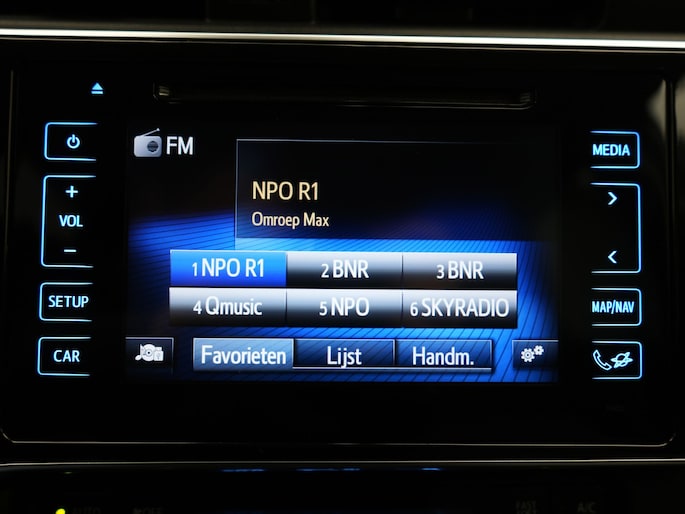 FM
MEDIA
NPO R1
Omroep Max
+
VOL
–
1 NPO R1
2 BNR
3 BNR
SETUP
4 Qmusic
5 NPO
6 SKYRADIO
MAP/NAV
CAR
Favorieten
Lijst
Handm.
A/C